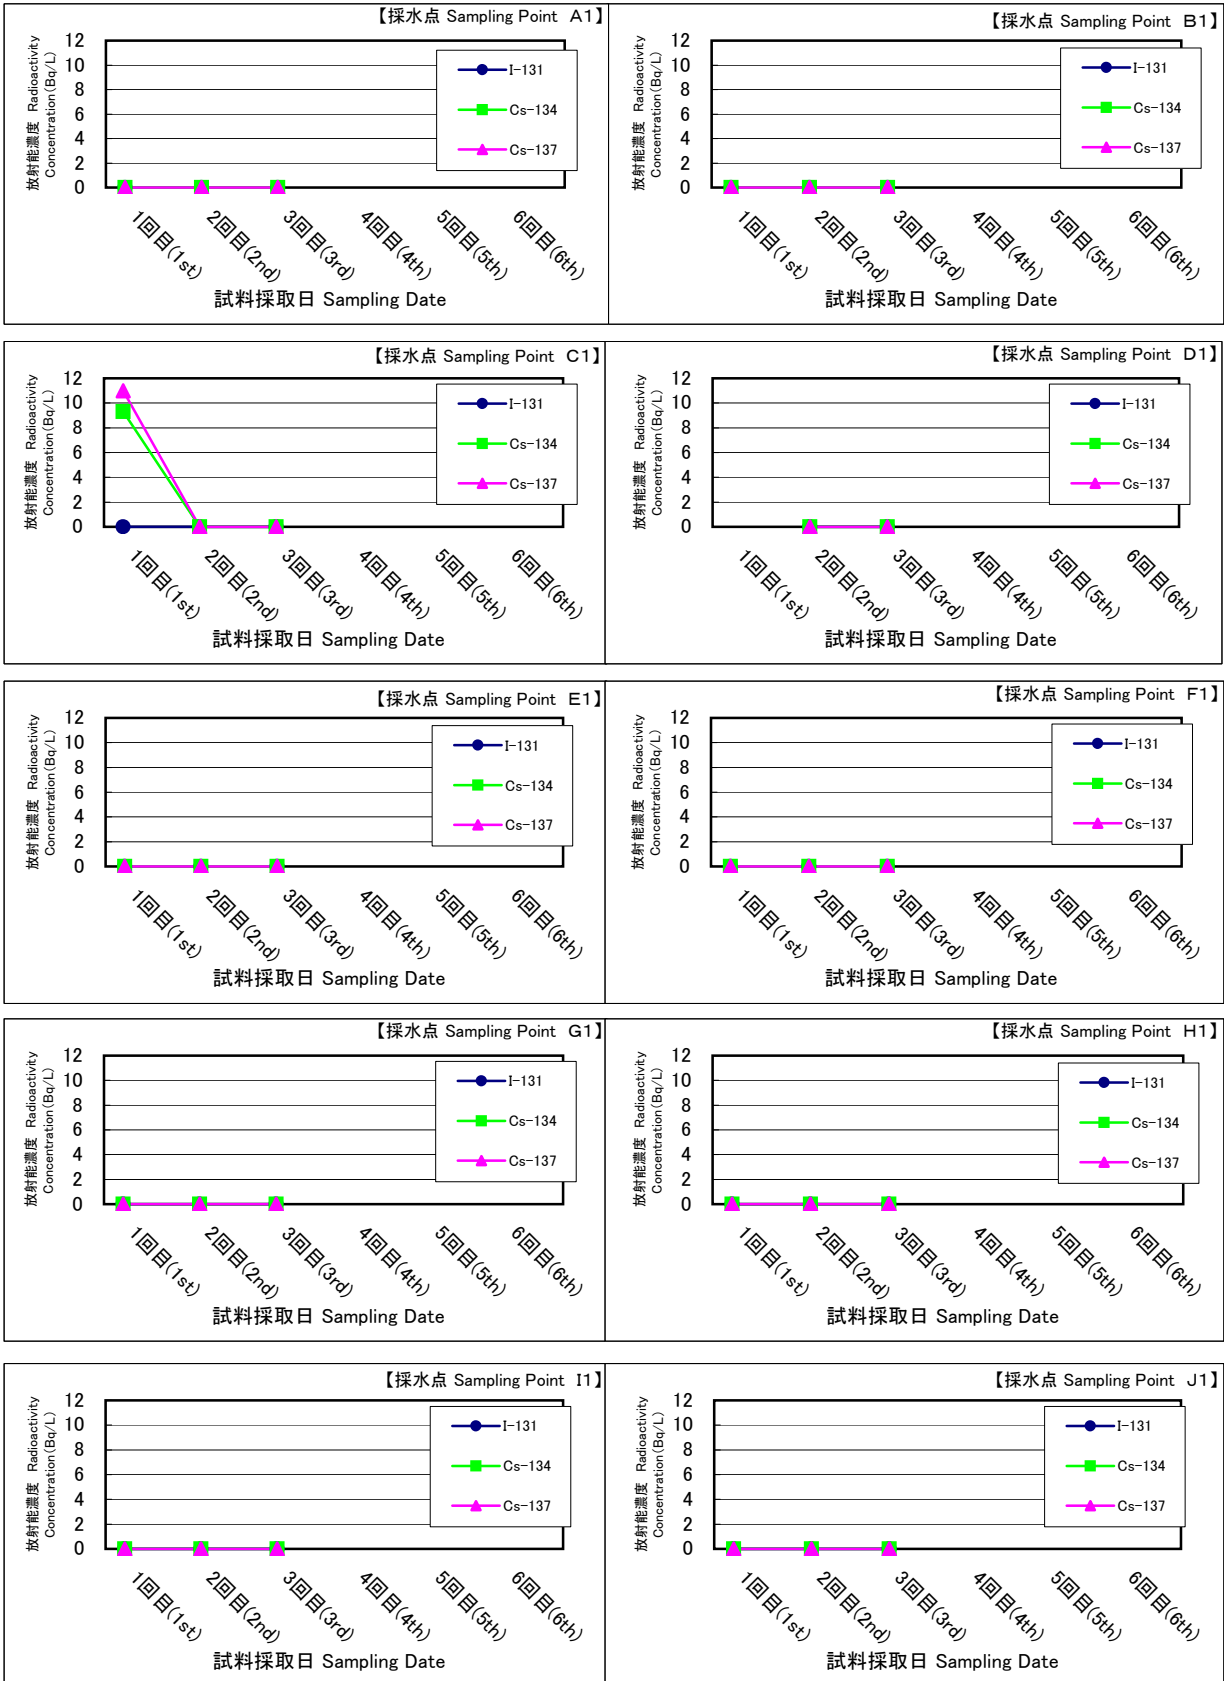 【採水点 Sampling Point A1】
放射能濃度 Radioactivity
Concentration(Bq/L)
12
10
8
6
4
2
0
I-131
Cs-134
Cs-137
1回目(1st)
2回目(2nd)
3回目(3rd)
4回目(4th)
5回目(5th)
6回目(6th)
試料採取日 Sampling Date
【採水点 Sampling Point B1】
放射能濃度 Radioactivity
Concentration(Bq/L)
12
10
8
6
4
2
0
I-131
Cs-134
Cs-137
1回目(1st)
2回目(2nd)
3回目(3rd)
4回目(4th)
5回目(5th)
6回目(6th)
試料採取日 Sampling Date
【採水点 Sampling Point C1】
放射能濃度 Radioactivity
Concentration(Bq/L)
12
10
8
6
4
2
0
I-131
Cs-134
Cs-137
1回目(1st)
2回目(2nd)
3回目(3rd)
4回目(4th)
5回目(5th)
6回目(6th)
試料採取日 Sampling Date
【採水点 Sampling Point D1】
放射能濃度 Radioactivity
Concentration(Bq/L)
12
10
8
6
4
2
0
I-131
Cs-134
Cs-137
1回目(1st)
2回目(2nd)
3回目(3rd)
4回目(4th)
5回目(5th)
6回目(6th)
試料採取日 Sampling Date
【採水点 Sampling Point E1】
放射能濃度 Radioactivity
Concentration(Bq/L)
12
10
8
6
4
2
0
I-131
Cs-134
Cs-137
1回目(1st)
2回目(2nd)
3回目(3rd)
4回目(4th)
5回目(5th)
6回目(6th)
試料採取日 Sampling Date
【採水点 Sampling Point F1】
放射能濃度 Radioactivity
Concentration(Bq/L)
12
10
8
6
4
2
0
I-131
Cs-134
Cs-137
1回目(1st)
2回目(2nd)
3回目(3rd)
4回目(4th)
5回目(5th)
6回目(6th)
試料採取日 Sampling Date
【採水点 Sampling Point G1】
放射能濃度 Radioactivity
Concentration(Bq/L)
12
10
8
6
4
2
0
I-131
Cs-134
Cs-137
1回目(1st)
2回目(2nd)
3回目(3rd)
4回目(4th)
5回目(5th)
6回目(6th)
試料採取日 Sampling Date
【採水点 Sampling Point H1】
放射能濃度 Radioactivity
Concentration(Bq/L)
12
10
8
6
4
2
0
I-131
Cs-134
Cs-137
1回目(1st)
2回目(2nd)
3回目(3rd)
4回目(4th)
5回目(5th)
6回目(6th)
試料採取日 Sampling Date
【採水点 Sampling Point I1】
放射能濃度 Radioactivity
Concentration(Bq/L)
12
10
8
6
4
2
0
I-131
Cs-134
Cs-137
1回目(1st)
2回目(2nd)
3回目(3rd)
4回目(4th)
5回目(5th)
6回目(6th)
試料採取日 Sampling Date
【採水点 Sampling Point J1】
放射能濃度 Radioactivity
Concentration(Bq/L)
12
10
8
6
4
2
0
I-131
Cs-134
Cs-137
1回目(1st)
2回目(2nd)
3回目(3rd)
4回目(4th)
5回目(5th)
6回目(6th)
試料採取日 Sampling Date